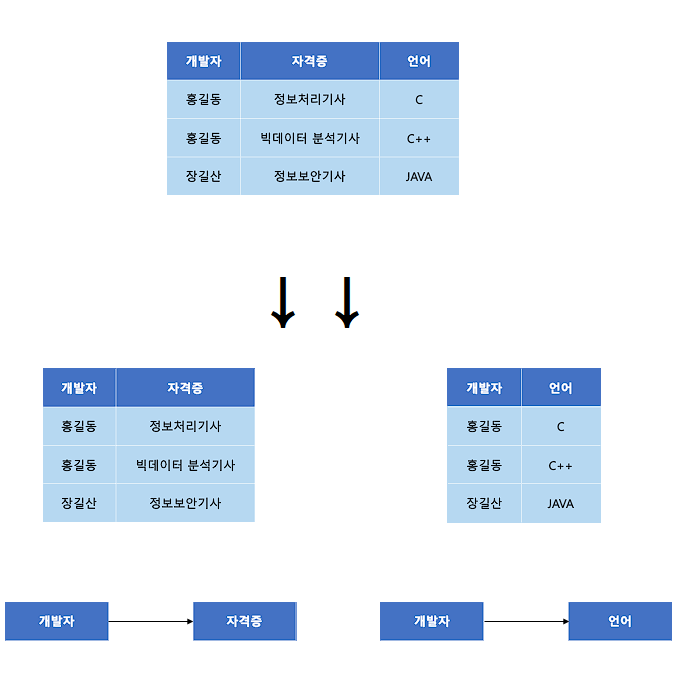 개발자 자격증 언어
홍길동 정보처리기사 C
홍길동 빅데이터 분석기사 C++
장길산 정보보안기사 JAVA
개발자 자격증
홍길동 정보처리기사
홍길동 빅데이터 분석기사
장길산 정보보안기사
개발자 언어
홍길동 C
홍길동 C++
장길산 JAVA
개발자 자격증
개발자 언어